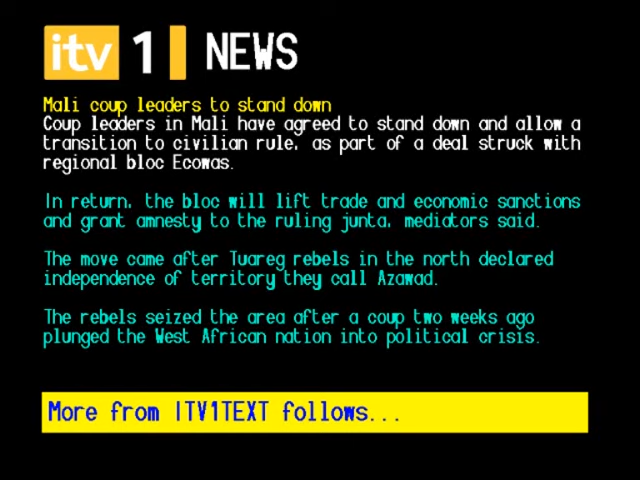 itv 1 NEWS
Mali coup leaders to stand down
Coup leaders in Mali have agreed to stand down and allow a
transition to civilian rule, as part of a deal struck with
regional bloc Ecowas.
In return, the bloc will lift trade and economic sanctions
and grant amnesty to the ruling junta, mediators said.
The move came after Tuareg rebels in the north declared
independence of territory they call Azawad.
The rebels seized the area after a coup two weeks ago
plunged the West African nation into political crisis.
More from ITV1TEXT follows...